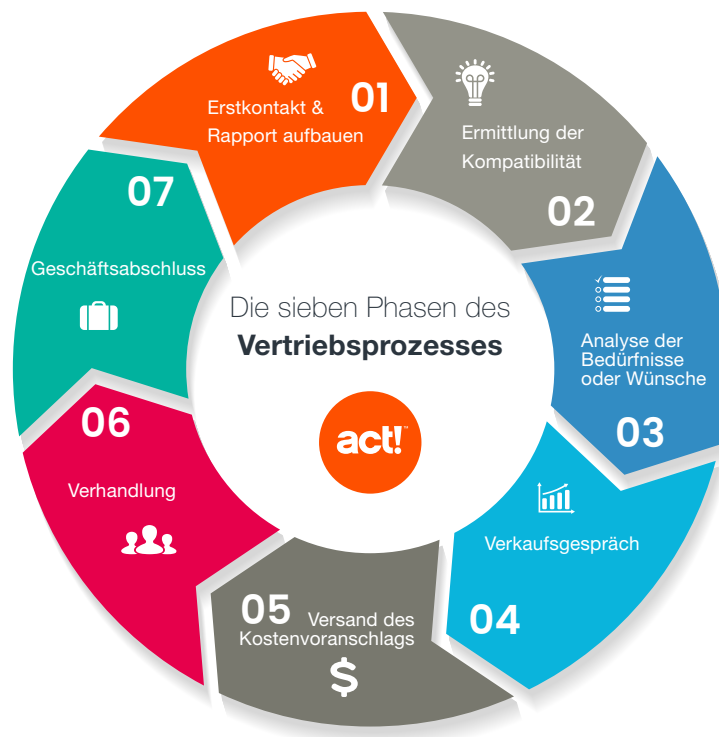 Die sieben Phasen des
Vertriebsprozesses
act!™
01
Erstkontakt &
Rapport aufbauen
Ermittlung der
Kompatibilität
02
Analyse der
Bedürfnisse
oder Wünsche
03
Verkaufsgespräch
04
05 Versand des
Kostenvoranschlags
$
06
Verhandlung
07
Geschäftsabschluss